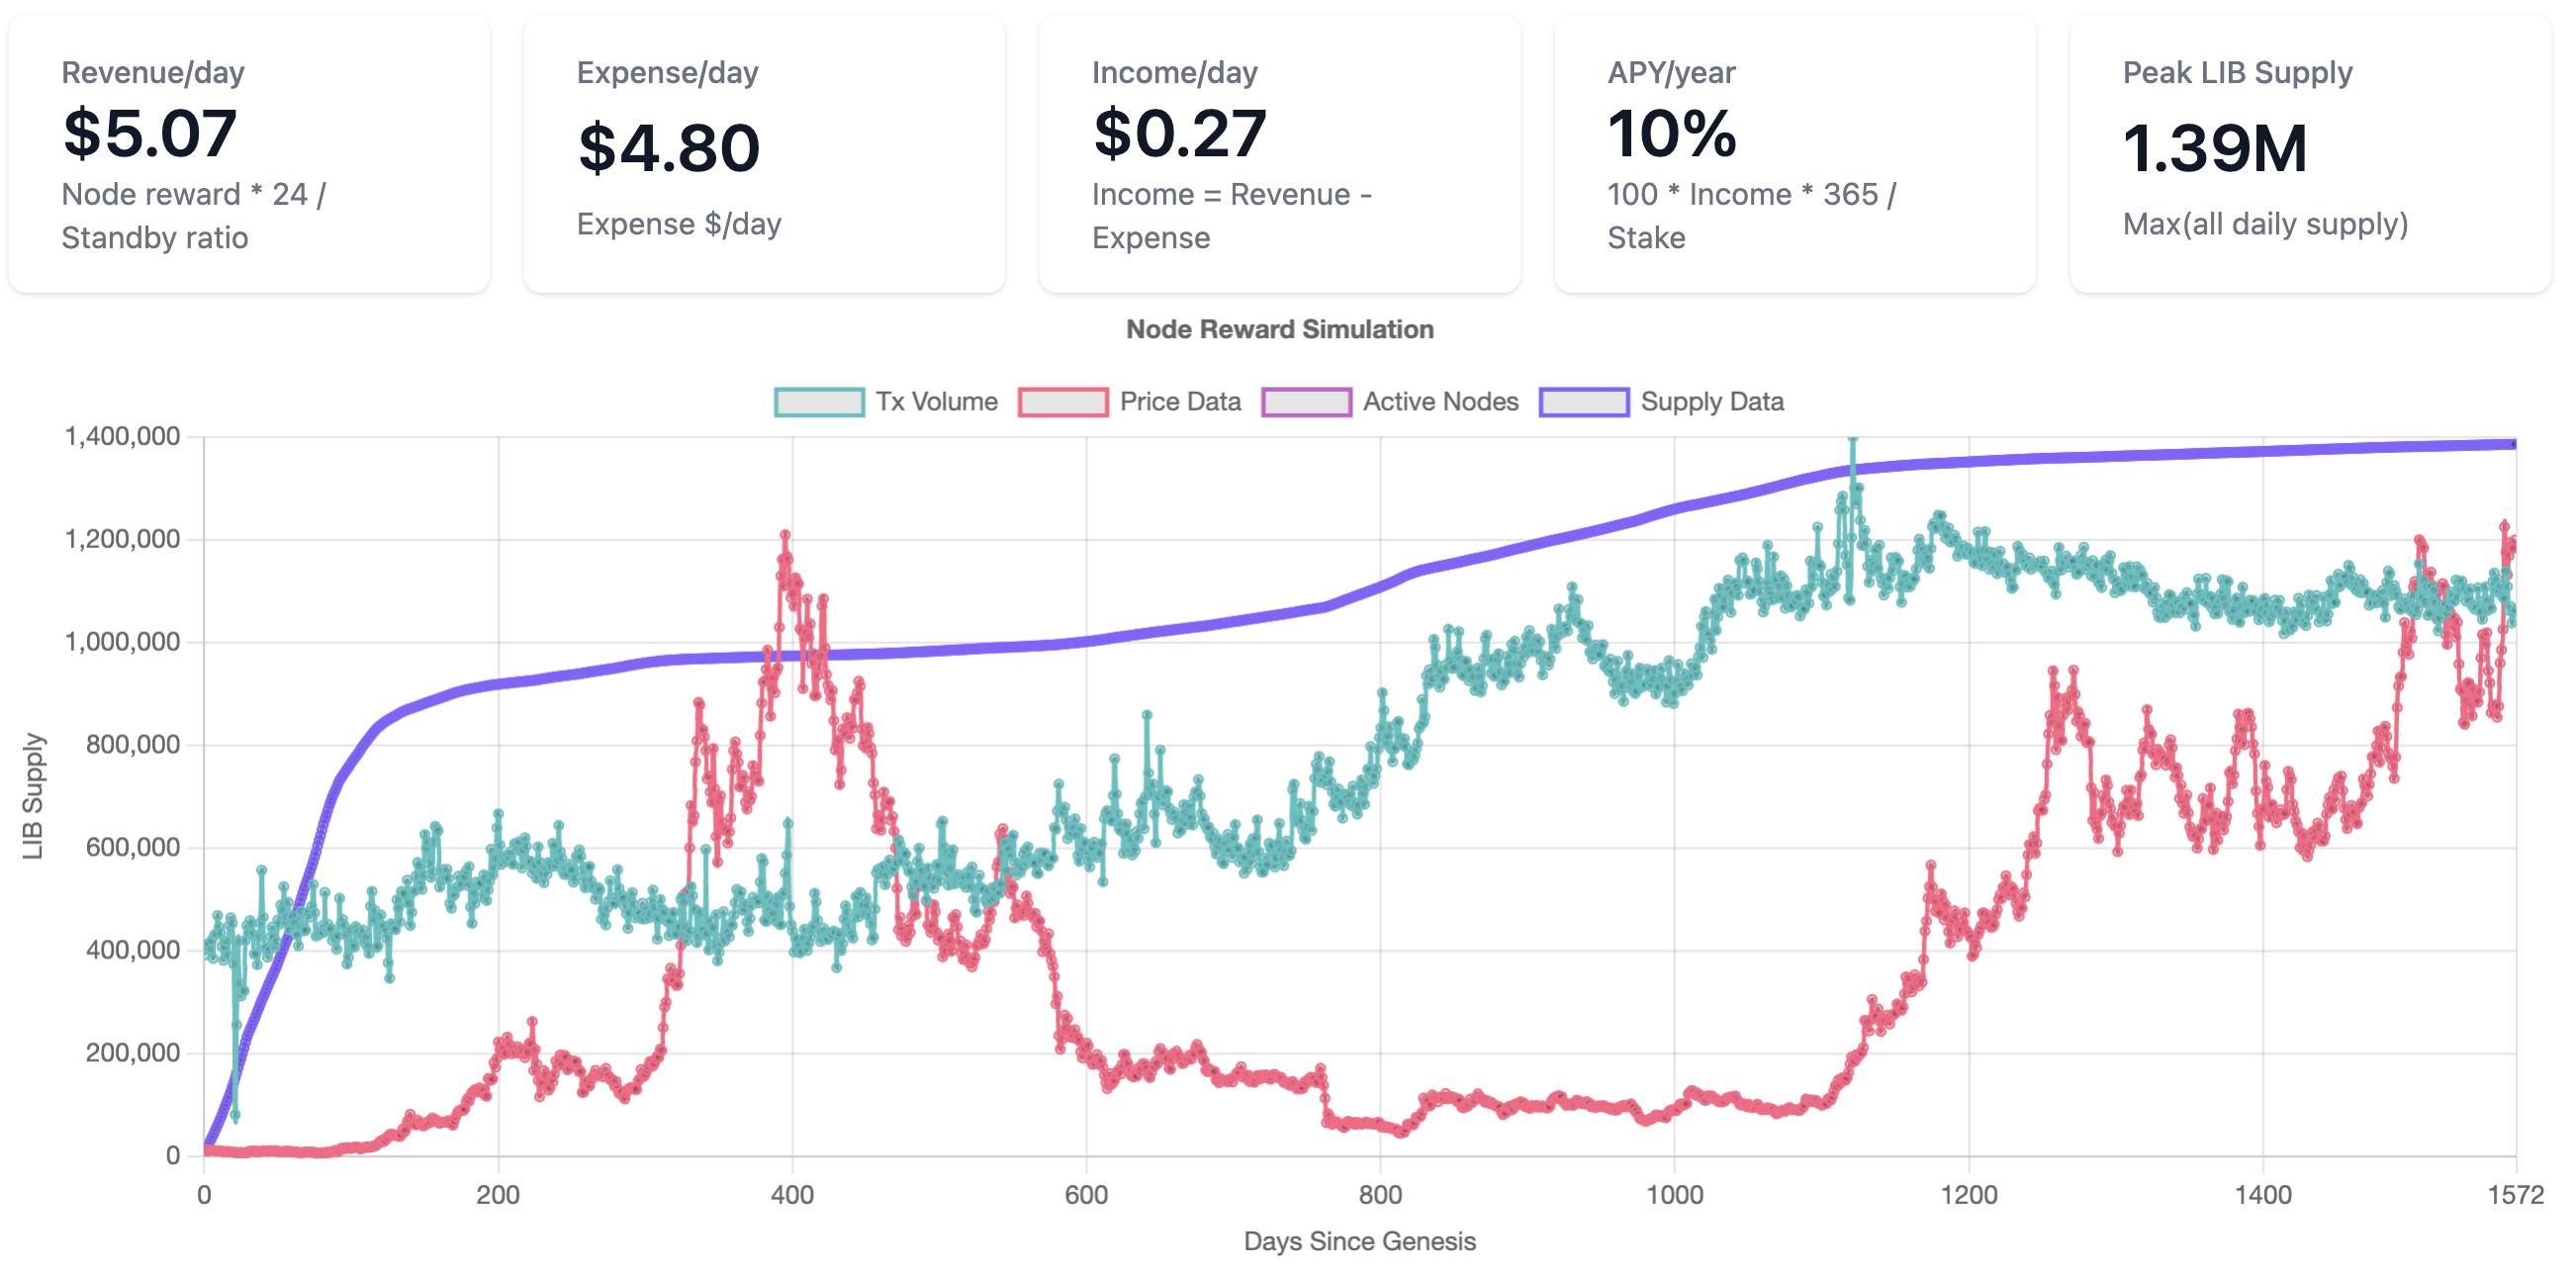 Revenue/day
$5.07
Node reward * 24 /
Standby ratio
Expense/day
$4.80
Expense $/day
Income/day
$0.27
Income = Revenue -
Expense
APY/year
10%
100 * Income * 365 /
Stake
Peak LIB Supply
1.39M
Max(all daily supply)
Node Reward Simulation
Tx Volume
Price Data
Active Nodes
Supply Data
LIB Supply
1,400,000
1,200,000
1,000,000
800,000
600,000
400,000
200,000
0
0
200
400
600
800
1000
1200
1400
1572
Days Since Genesis